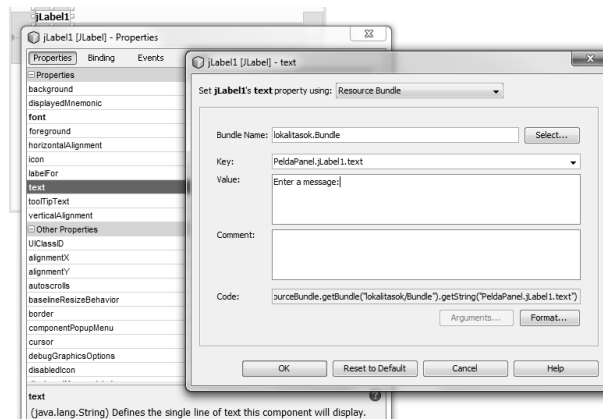 jLabel1
jLabel1 [JLabel] - Properties
Properties
Binding
Events
Properties
background
displayedMnemonic
font
foreground
horizontalAlignment
icon
labelFor
text
toolTipText
verticalAlignment
Other Properties
UIClassID
alignmentX
alignmentY
autoscrolls
baselineResizeBehavior
border
componentPopupMenu
cursor
debugGraphicsOptions
disabledIcon
text
(java.lang.String) Defines the single line of text this component will display.
jLabel1 [JLabel] - text
Set jLabel1's text property using: Resource Bundle
Bundle Name: lokalitasok.Bundle Select...
Key: PeldaPanel.jLabel1.text
Value: Enter a message:
Comment:
Code: ourceBundle.getBundle("lokalitasok/Bundle").getString("PeldaPanel.jLabel1.text")
Arguments... Format...
OK Reset to Default Cancel Help